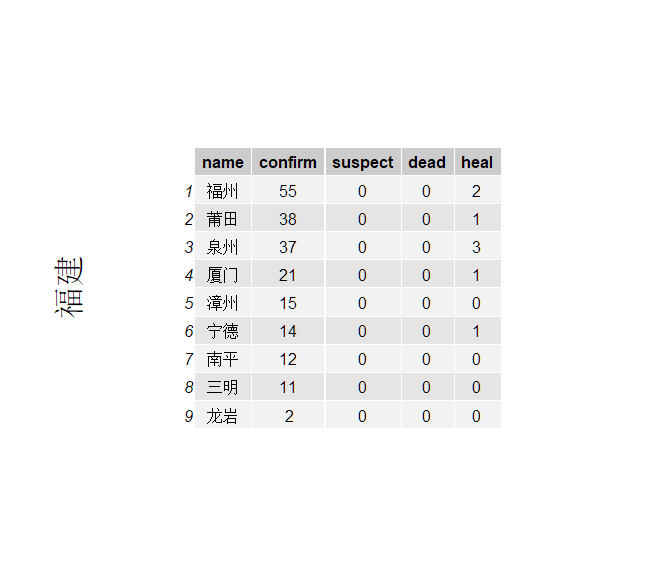 福建
name confirm suspect dead heal
1 福州 55 0 0 2
2 莆田 38 0 0 1
3 泉州 37 0 0 3
4 厦门 21 0 0 1
5 漳州 15 0 0 0
6 宁德 14 0 0 1
7 南平 12 0 0 0
8 三明 11 0 0 0
9 龙岩 2 0 0 0